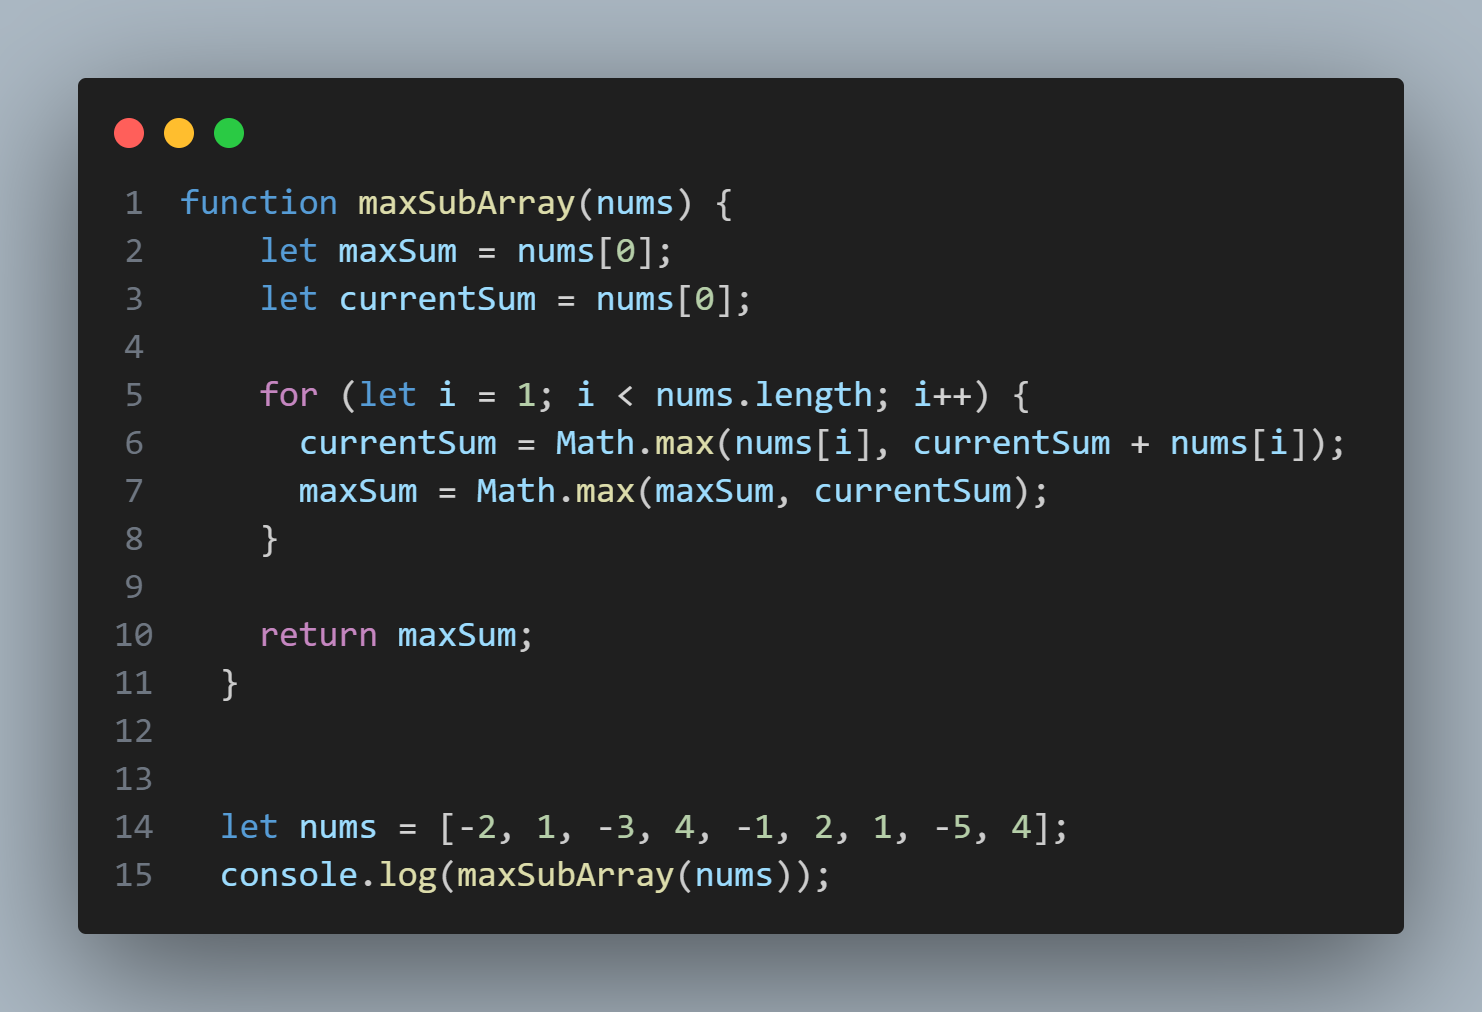 1 function maxSubArray(nums) {
2     let maxSum = nums[0];
3     let currentSum = nums[0];
4
5     for (let i = 1; i < nums.length; i++) {
6       currentSum = Math.max(nums[i], currentSum + nums[i]);
7       maxSum = Math.max(maxSum, currentSum);
8     }
9
10     return maxSum;
11   }
12
13
14   let nums = [-2, 1, -3, 4, -1, 2, 1, -5, 4];
15   console.log(maxSubArray(nums));